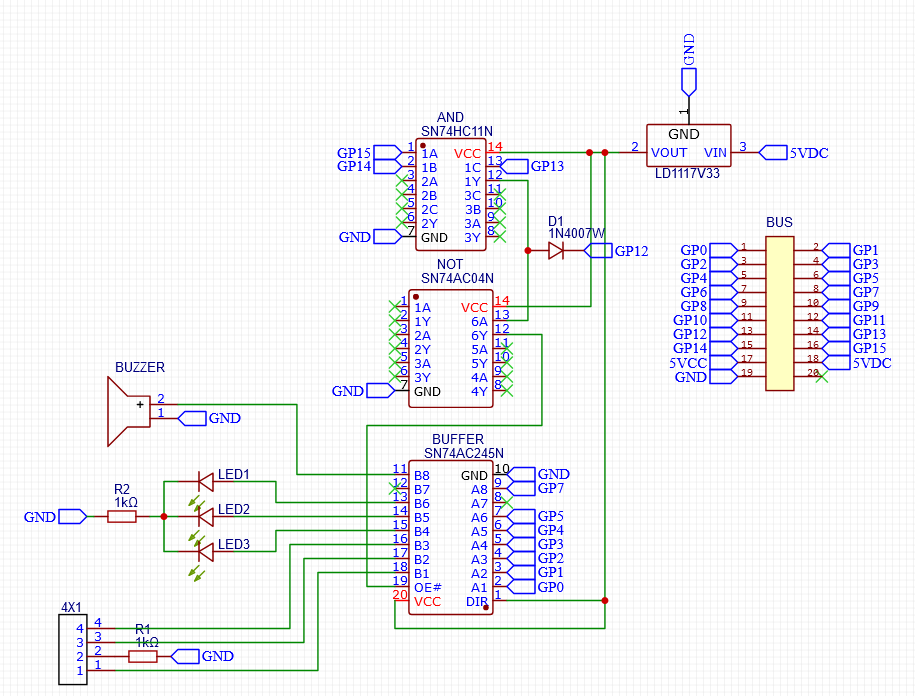 GND
1
GND
2 VOUT VIN 3 5VDC
LD1117V33
AND
SN74HC11N
GP15 1 1A VCC 14
GP14 2 1B 1C 13 GP13
3 2A 1Y 12
4 2B 3C 11
5 2C 3B 10
6 2Y 3A 9
GND 7 GND 3Y 8
D1
1N4007W
GP12
NOT
SN74AC04N
1 1A VCC 14
2 1Y 6A 13
3 2A 6Y 12
4 2Y 5A 11
5 3A 5Y 10
6 3Y 4A 9
GND 7 GND 4Y 8
BUS
GP0 1 2 GP1
GP2 3 4 GP3
GP4 5 6 GP5
GP6 7 8 GP7
GP8 9 10 GP9
GP10 11 12 GP11
GP12 13 14 GP13
GP14 15 16 GP15
5VCC 17 18 5VDC
GND 19 20
BUZZER
+ 2
1 GND
BUFFER
SN74AC245N
11 B8 GND 10 GND
12 B7 A8 9 GP7
13 B6 A7 8
14 B5 A6 7 GP5
15 B4 A5 6 GP4
16 B3 A4 5 GP3
17 B2 A3 4 GP2
18 B1 A2 3 GP1
19 OE# A1 2 GP0
20 VCC DIR 1
LED1
R2
1kΩ
GND
LED2
LED3
4X1
4 4
3 3
2 2
1 1
R1
1kΩ
GND